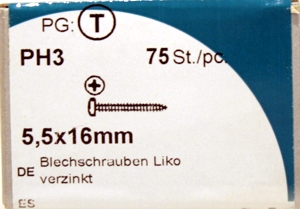 PG: T
PH3 75 St./pc.
5,5x16mm
DE Blechschrauben Liko
verzinkt
ES